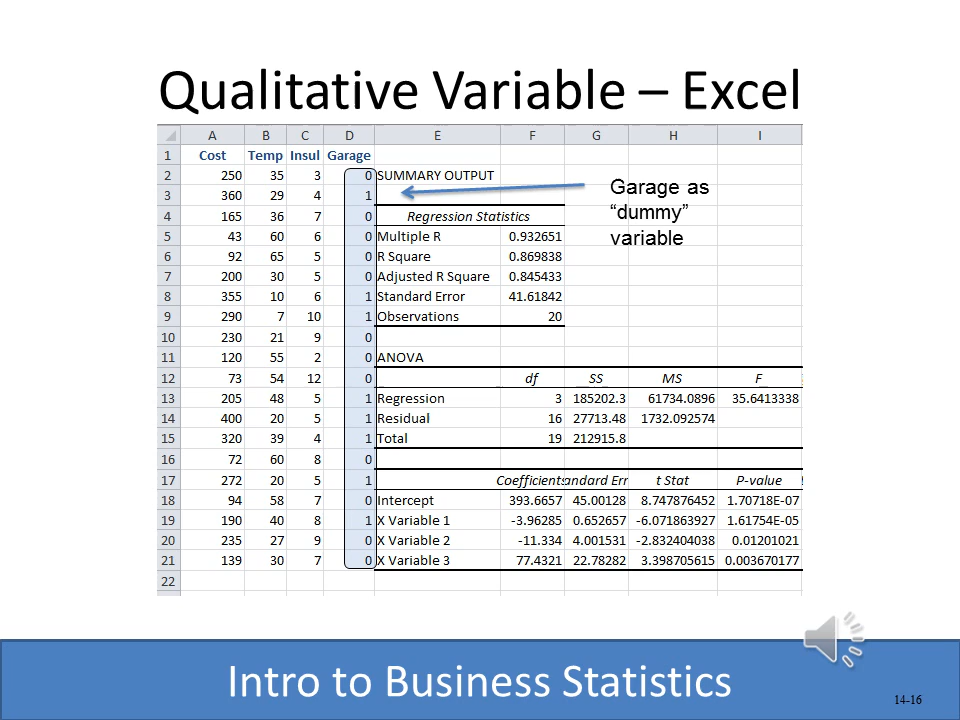 Qualitative Variable – Excel
A B C D E F G H I
1 Cost Temp Insul Garage
2 250 35 3 0 SUMMARY OUTPUT
3 360 29 4 1
4 165 36 7 0 Regression Statistics
5 43 60 6 0 Multiple R 0.932651
6 92 65 5 0 R Square 0.869838
7 200 30 5 0 Adjusted R Square 0.845433
8 355 10 6 1 Standard Error 41.61842
9 290 7 10 1 Observations 20
10 230 21 9 0
11 120 55 2 0 ANOVA
12 73 54 12 0 df SS MS F
13 205 48 5 1 Regression 3 185202.3 61734.0896 35.6413338
14 400 20 5 1 Residual 16 27713.48 1732.092574
15 320 39 4 1 Total 19 212915.8
16 72 60 8 0
17 272 20 5 1 Coefficients andard Err t Stat P-value
18 94 58 7 0 Intercept 393.6657 45.00128 8.747876452 1.70718E-07
19 190 40 8 1 X Variable 1 -3.96285 0.652657 -6.071863927 1.61754E-05
20 235 27 9 0 X Variable 2 -11.334 4.001531 -2.832404038 0.01201021
21 139 30 7 0 X Variable 3 77.4321 22.78282 3.398705615 0.003670177
22
Garage as
“dummy”
variable
Intro to Business Statistics
14-16